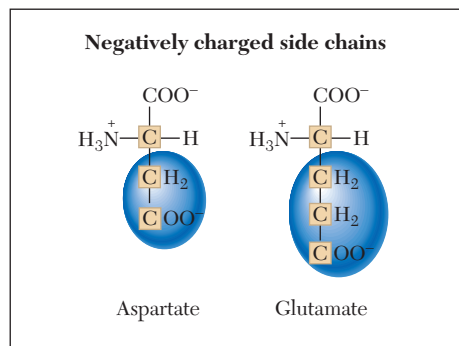 Negatively charged side chains
COO⁻ COO⁻
H₃N⁺—C—H H₃N⁺—C—H
CH₂ CH₂
COO⁻ CH₂
COO⁻
Aspartate Glutamate